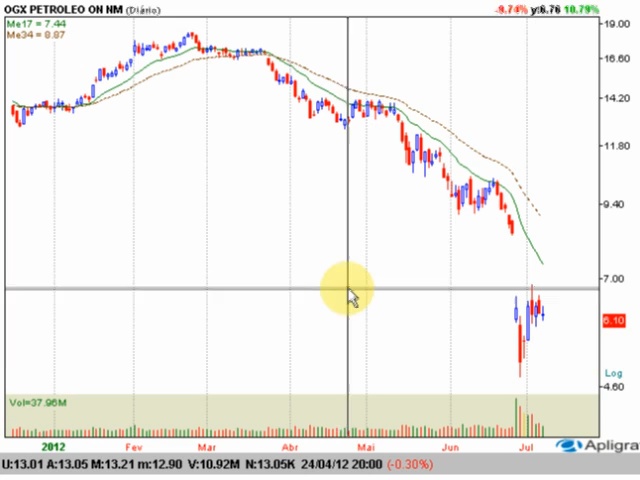 OGX PETROLEO ON NM (Diário) -9.74% y:6.76 10.79%
Me17 = 7.44
Me34 = 8.87
19.00
16.60
14.20
11.80
9.40
7.00
6.10
Log
4.60
Vol=37.96M
2012 Fev Mar Abr Mai Jun Jul
Apligra
U:13.01 A:13.05 M:13.21 m:12.90 V:10.92M N:13.05K 24/04/12 20:00 (-0.30%)